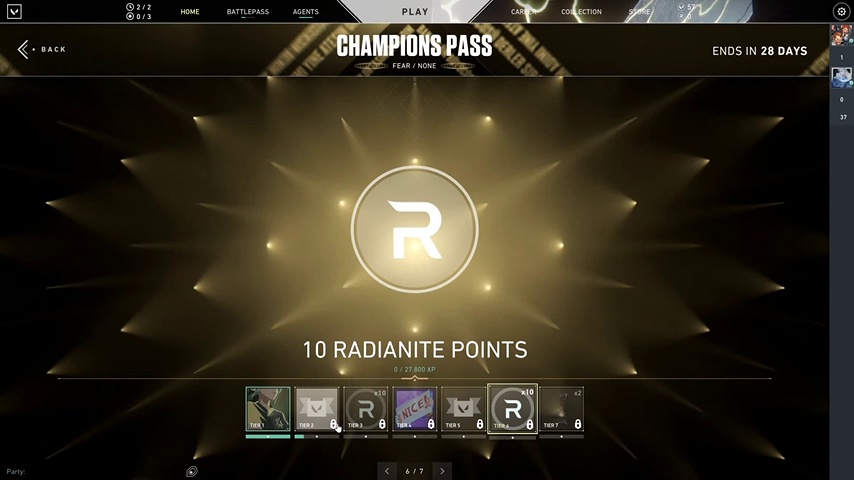 2 / 2
0 / 3
HOME
BATTLEPASS
AGENTS
PLAY
CAREER
COLLECTION
STORE
57
BACK
CHAMPIONS PASS
FEAR / NONE
ENDS IN 28 DAYS
1
0
37
10 RADIANITE POINTS
0 / 27,800 XP
TIER 1
TIER 2
x10
TIER 3
NICE!
TIER 4
TIER 5
x10
TIER 6
x2
TIER 7
Party:
6 / 7